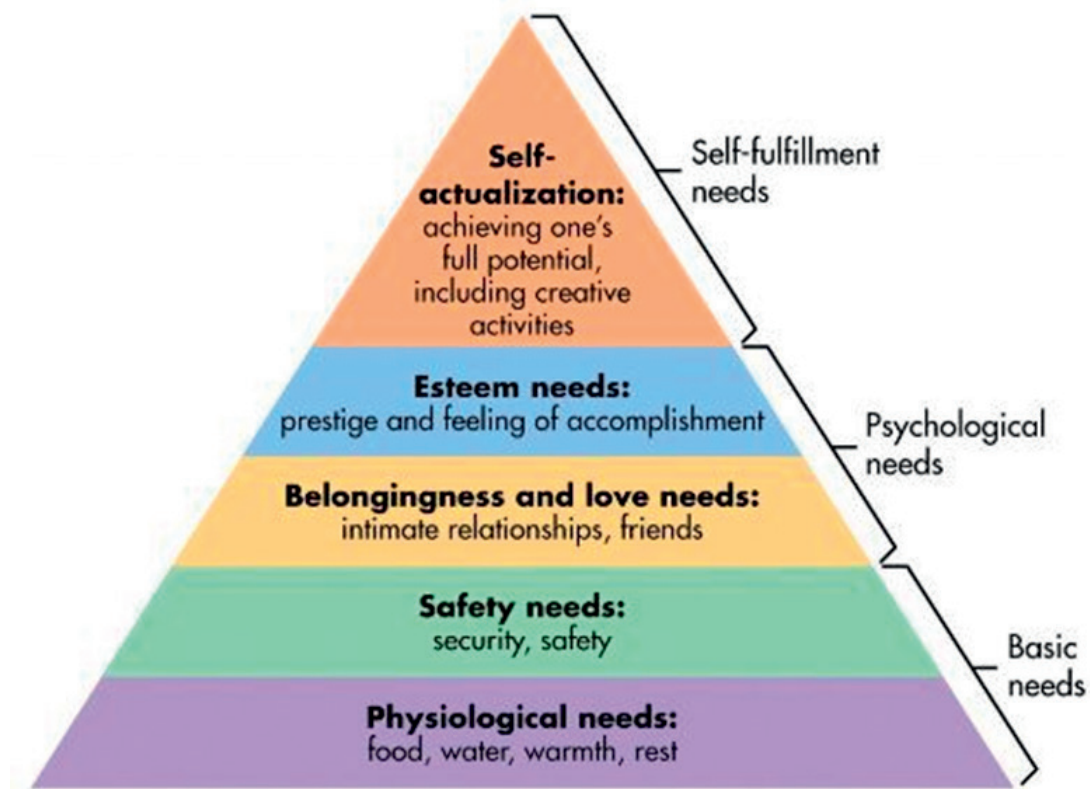 Self-
actualization:
achieving one's
full potential,
including creative
activities
Self-fulfillment
needs
Esteem needs:
prestige and feeling of accomplishment
Psychological
needs
Belongingness and love needs:
intimate relationships, friends
Safety needs:
security, safety
Basic
needs
Physiological needs:
food, water, warmth, rest